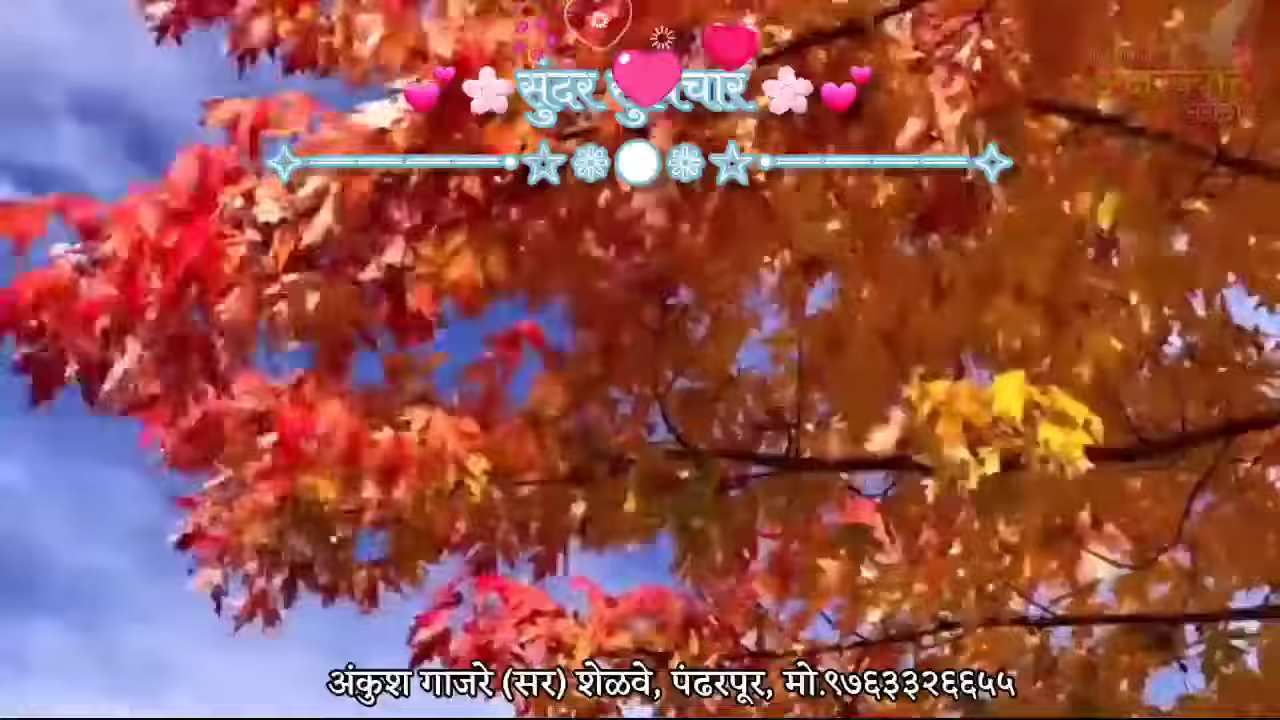 सुंदर
अंकुश गाजरे (सर) शेळवे, पंढरपूर, मो.९७६३३२६६५५